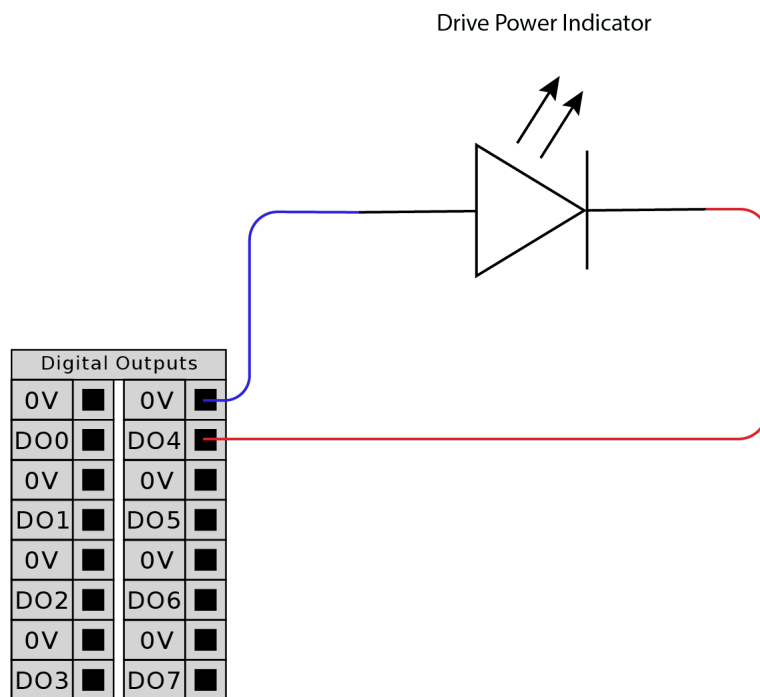 Drive Power Indicator
Digital Outputs
0V 0V
DO0 DO4
0V 0V
DO1 DO5
0V 0V
DO2 DO6
0V 0V
DO3 DO7